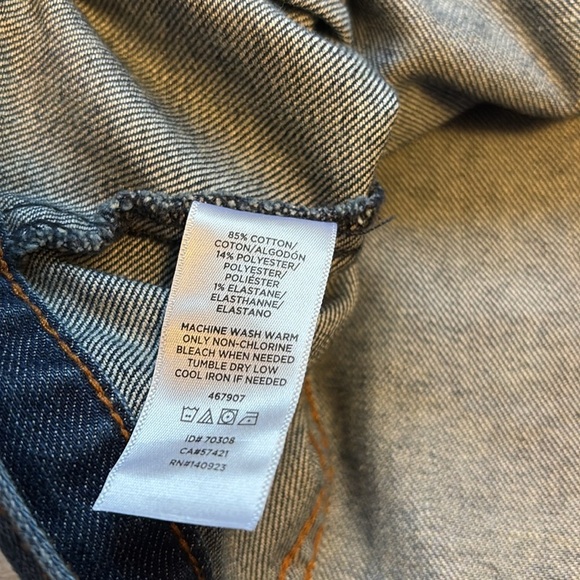 85% COTTON/
COTON/ALGODÓN
14% POLYESTER/
POLYESTER/
POLIÉSTER
1% ELASTANE/
ELASTHANNE/
ELASTANO
MACHINE WASH WARM
ONLY NON-CHLORINE
BLEACH WHEN NEEDED
TUMBLE DRY LOW
COOL IRON IF NEEDED
467907
ID# 70308
CA#57421
RN#140923